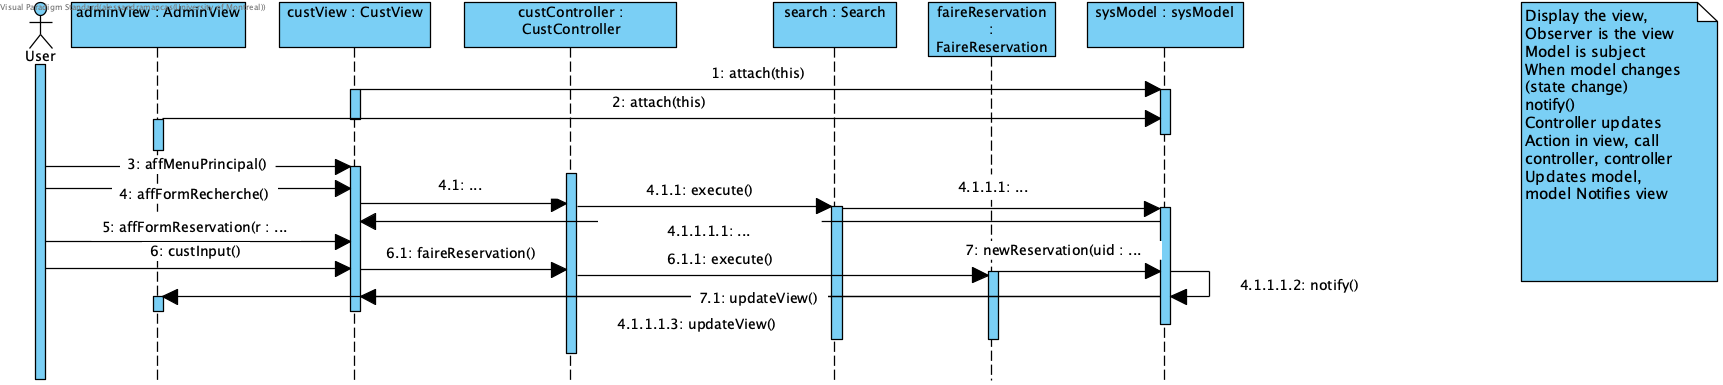 Visual Paradigm Standard
adminView : AdminView
custView : CustView
custController :
CustController
search : Search
faireReservation
:
FaireReservation
sysModel : sysModel
User
Display the view,
Observer is the view
Model is subject
When model changes
(state change)
notify()
Controller updates
Action in view, call
controller, controller
Updates model,
model Notifies view
1: attach(this)
2: attach(this)
3: affMenuPrincipal()
4: affFormRecherche()
4.1: ...
4.1.1: execute()
4.1.1.1: ...
5: affFormReservation(r : ...
4.1.1.1.1: ...
6: custInput()
6.1: faireReservation()
6.1.1: execute()
7: newReservation(uid : ...
4.1.1.1.2: notify()
7.1: updateView()
4.1.1.1.3: updateView()